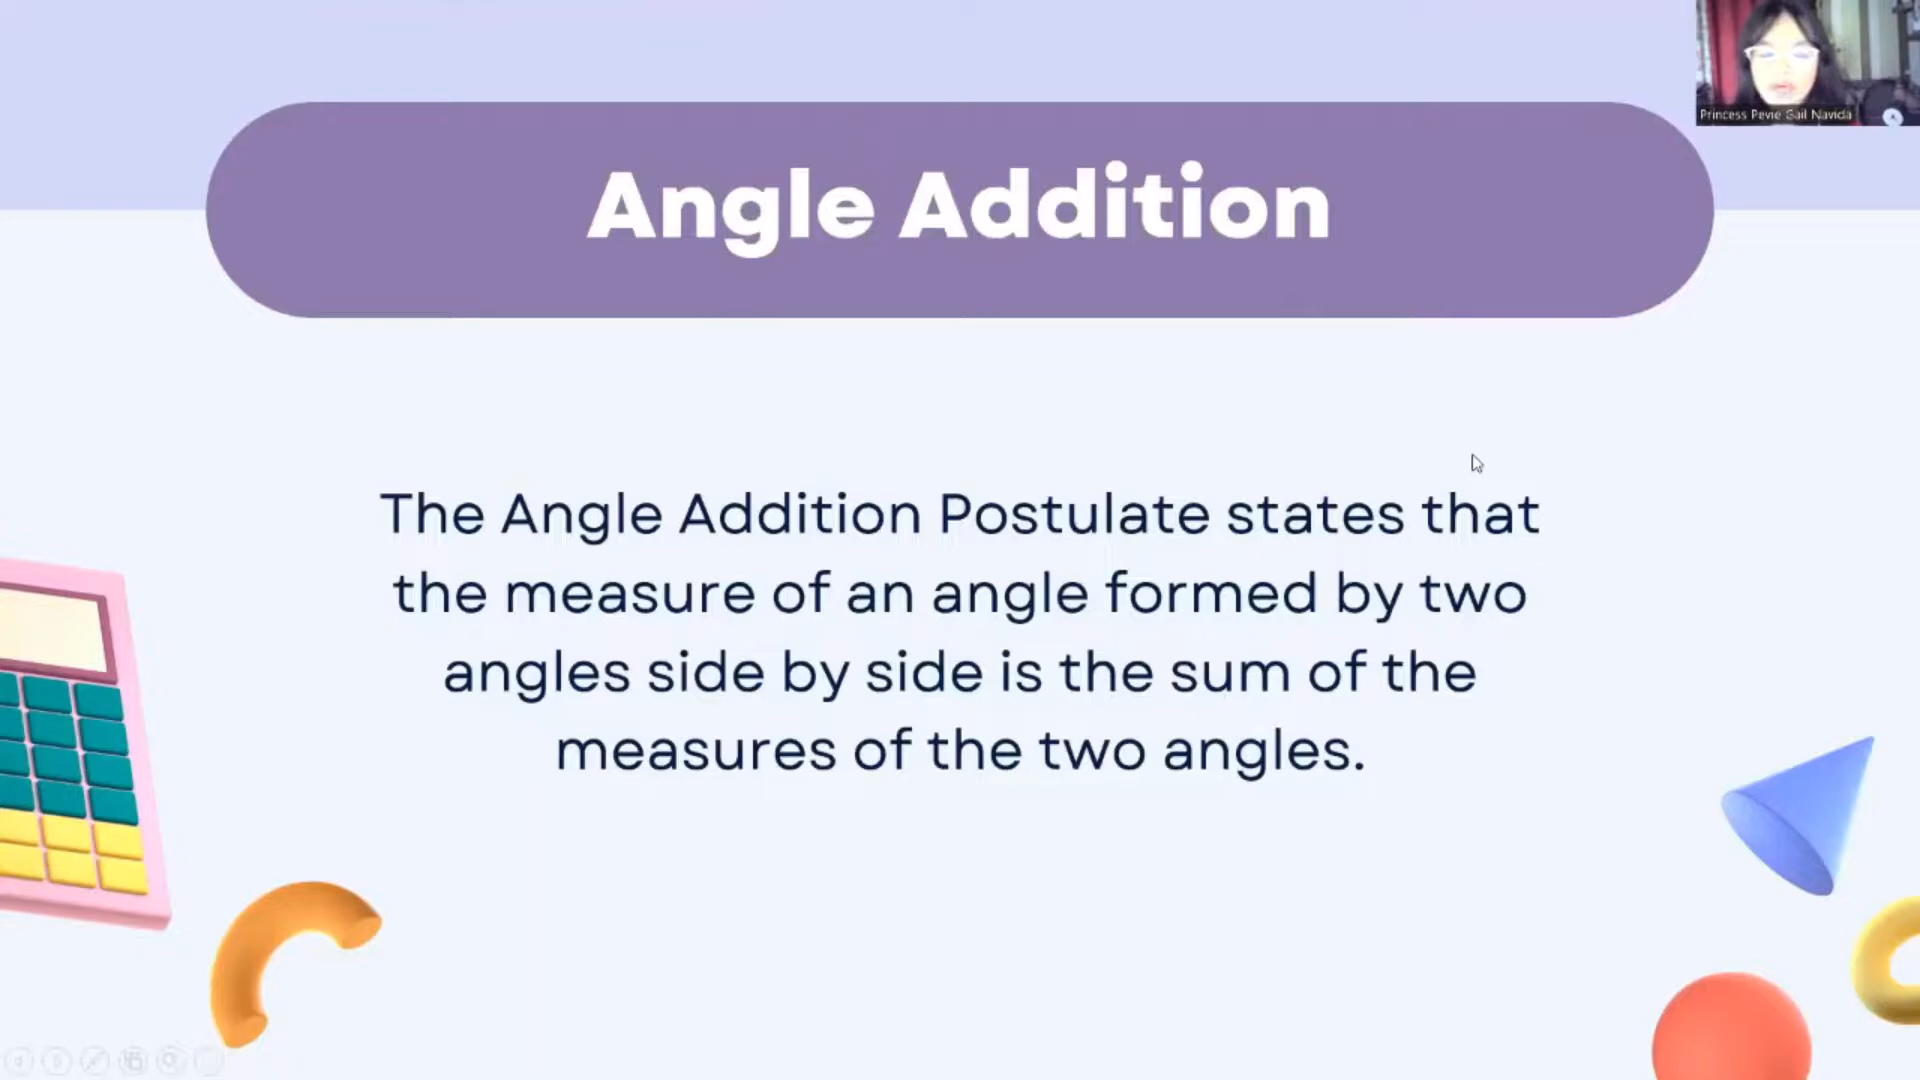 Princess Pevie Gail Navida
Angle Addition
The Angle Addition Postulate states that
the measure of an angle formed by two
angles side by side is the sum of the
measures of the two angles.